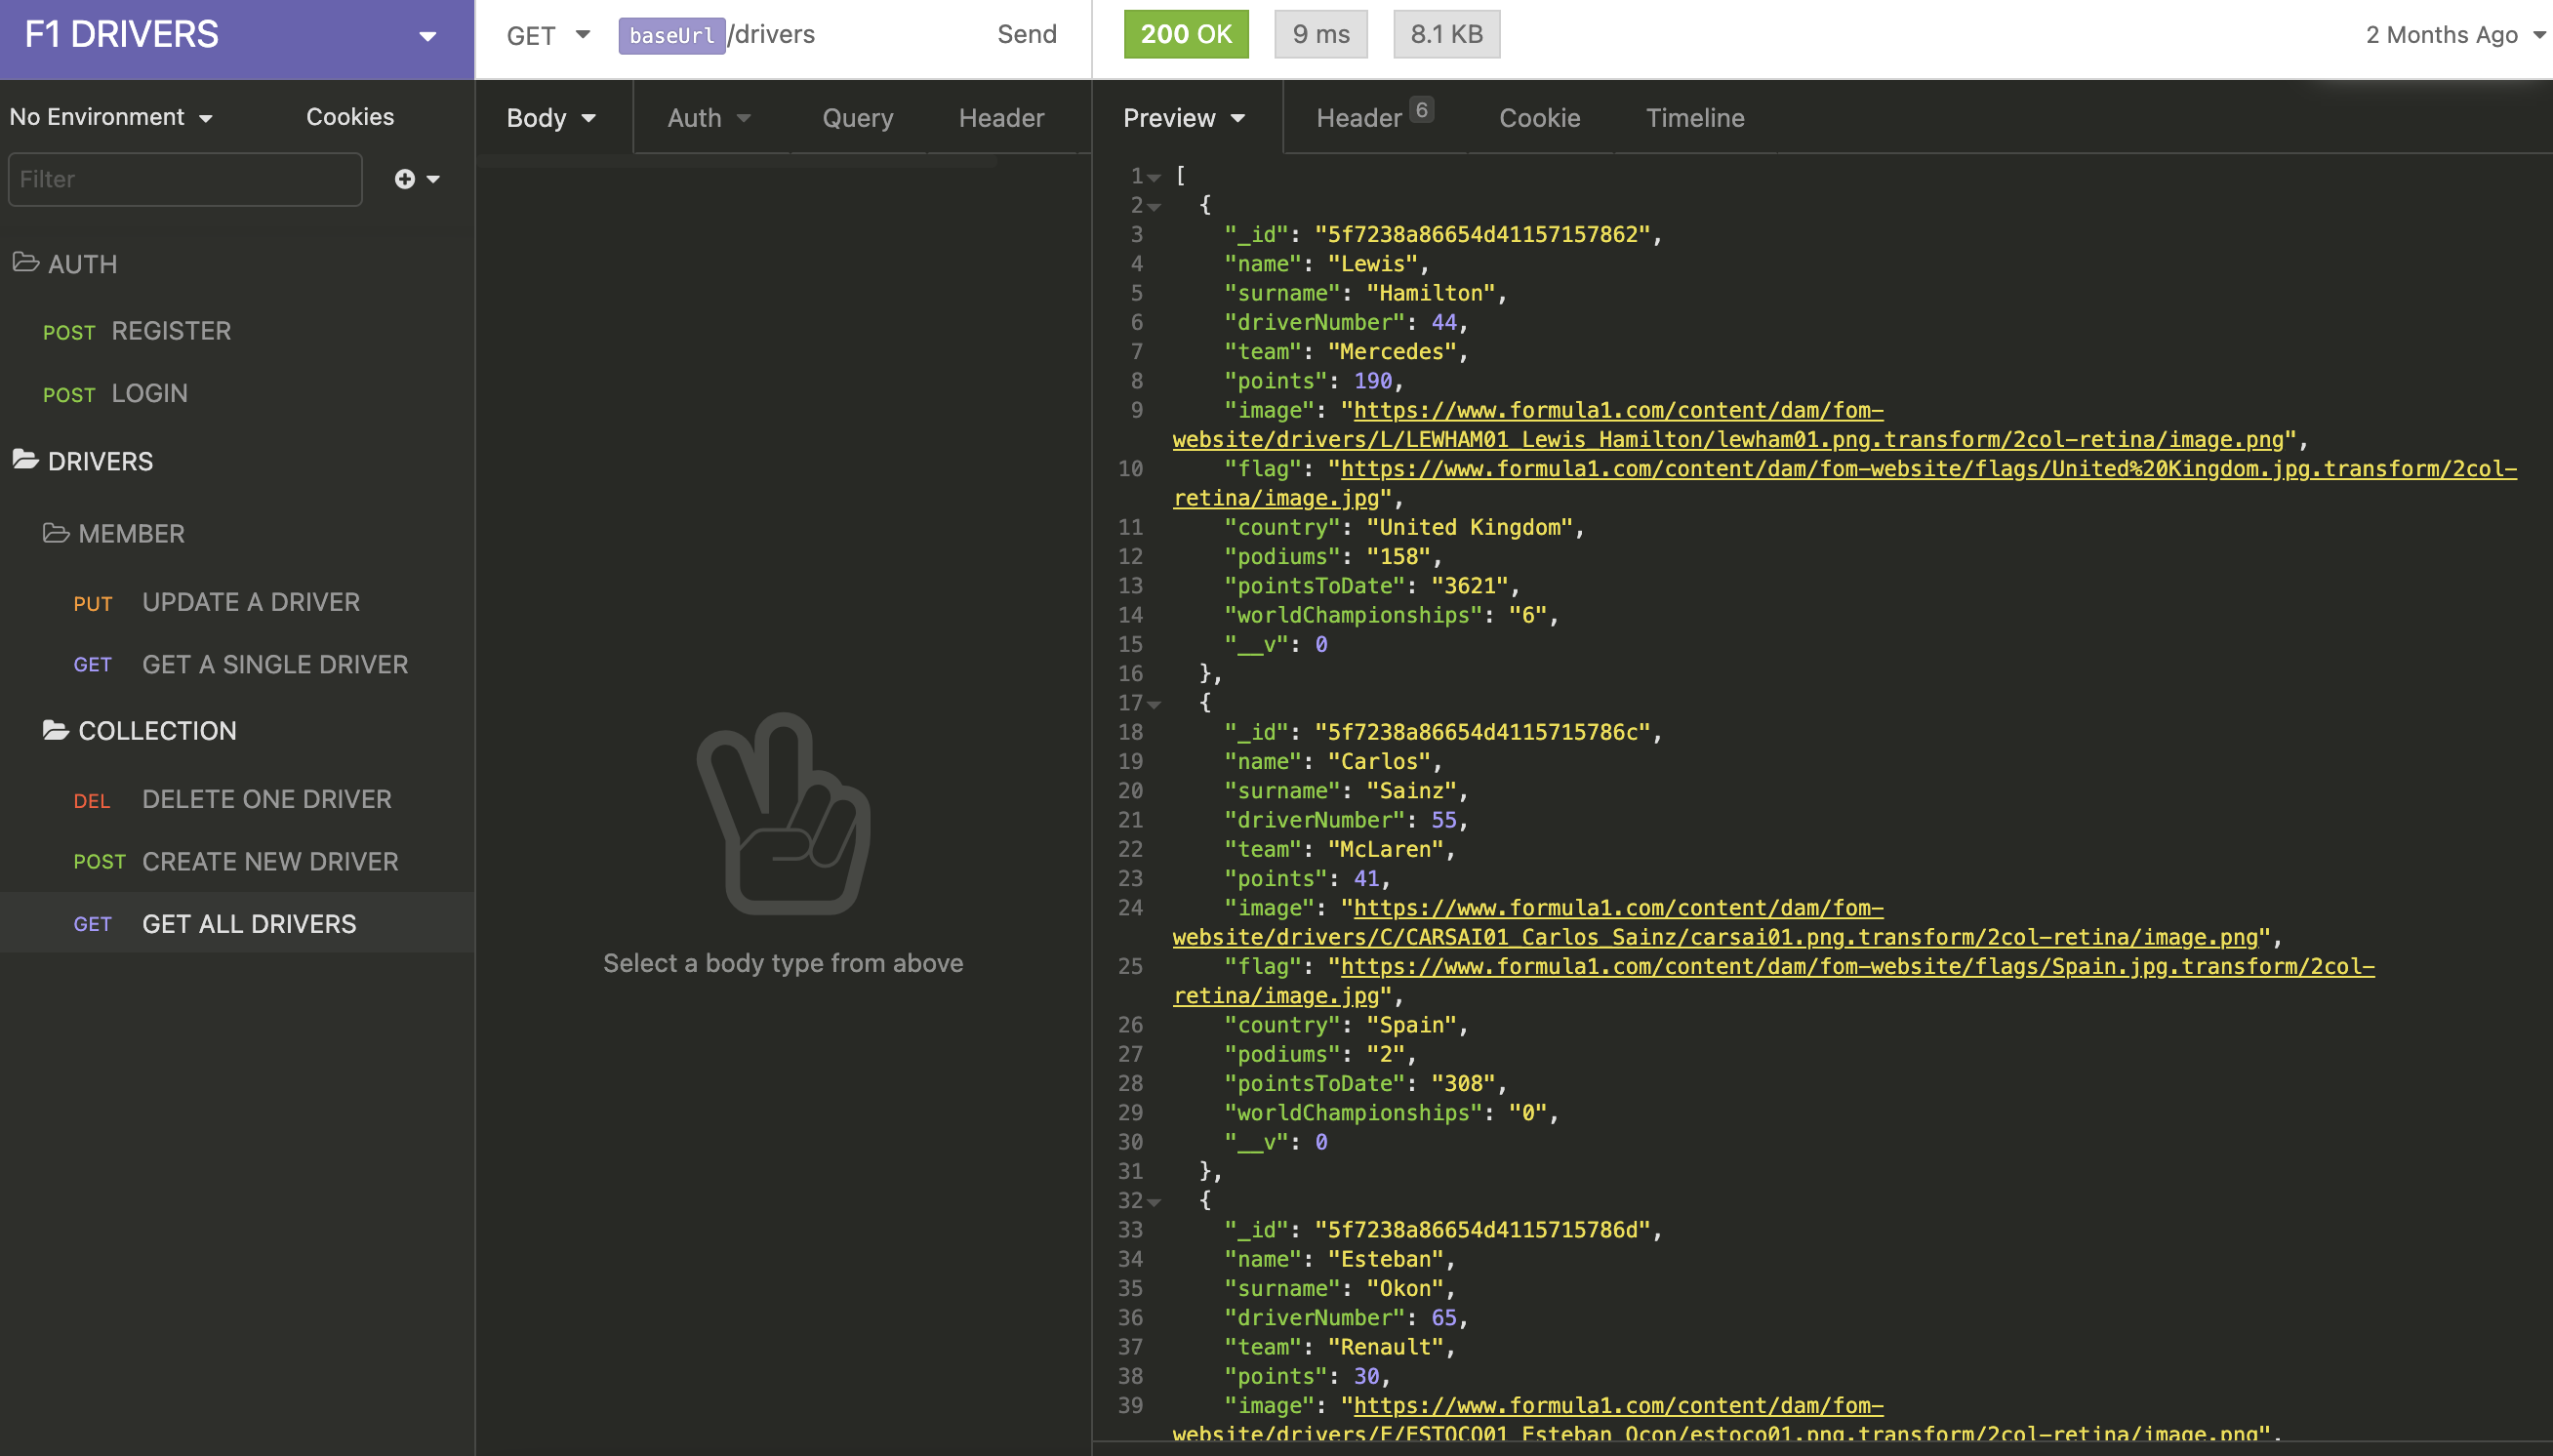 F1 DRIVERS
No Environment
Cookies
Filter
AUTH
POST REGISTER
POST LOGIN
DRIVERS
MEMBER
PUT UPDATE A DRIVER
GET GET A SINGLE DRIVER
COLLECTION
DEL DELETE ONE DRIVER
POST CREATE NEW DRIVER
GET GET ALL DRIVERS
GET baseUrl/drivers Send
Body Auth Query Header
Select a body type from above
200 OK 9 ms 8.1 KB 2 Months Ago
Preview Header 6 Cookie Timeline
1 [
2 {
3 "_id": "5f7238a86654d41157157862",
4 "name": "Lewis",
5 "surname": "Hamilton",
6 "driverNumber": 44,
7 "team": "Mercedes",
8 "points": 190,
9 "image": "https://www.formula1.com/content/dam/fom-
website/drivers/L/LEWHAM01_Lewis_Hamilton/lewham01.png.transform/2col-retina/image.png",
10 "flag": "https://www.formula1.com/content/dam/fom-website/flags/United%20Kingdom.jpg.transform/2col-
retina/image.jpg",
11 "country": "United Kingdom",
12 "podiums": "158",
13 "pointsToDate": "3621",
14 "worldChampionships": "6",
15 "__v": 0
16 },
17 {
18 "_id": "5f7238a86654d4115715786c",
19 "name": "Carlos",
20 "surname": "Sainz",
21 "driverNumber": 55,
22 "team": "McLaren",
23 "points": 41,
24 "image": "https://www.formula1.com/content/dam/fom-
website/drivers/C/CARSAI01_Carlos_Sainz/carsai01.png.transform/2col-retina/image.png",
25 "flag": "https://www.formula1.com/content/dam/fom-website/flags/Spain.jpg.transform/2col-
retina/image.jpg",
26 "country": "Spain",
27 "podiums": "2",
28 "pointsToDate": "308",
29 "worldChampionships": "0",
30 "__v": 0
31 },
32 {
33 "_id": "5f7238a86654d4115715786d",
34 "name": "Esteban",
35 "surname": "Okon",
36 "driverNumber": 65,
37 "team": "Renault",
38 "points": 30,
39 "image": "https://www.formula1.com/content/dam/fom-
website/drivers/E/ESTOCO01_Esteban_Ocon/estoco01.png.transform/2col-retina/image.png",